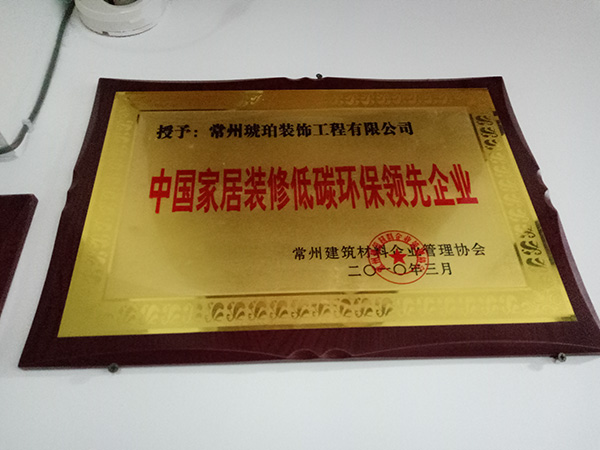 授予：常州琥珀装饰工程有限公司
中国家居装修低碳环保领先企业
常州建筑材料企业管理协会
二〇一〇年三月